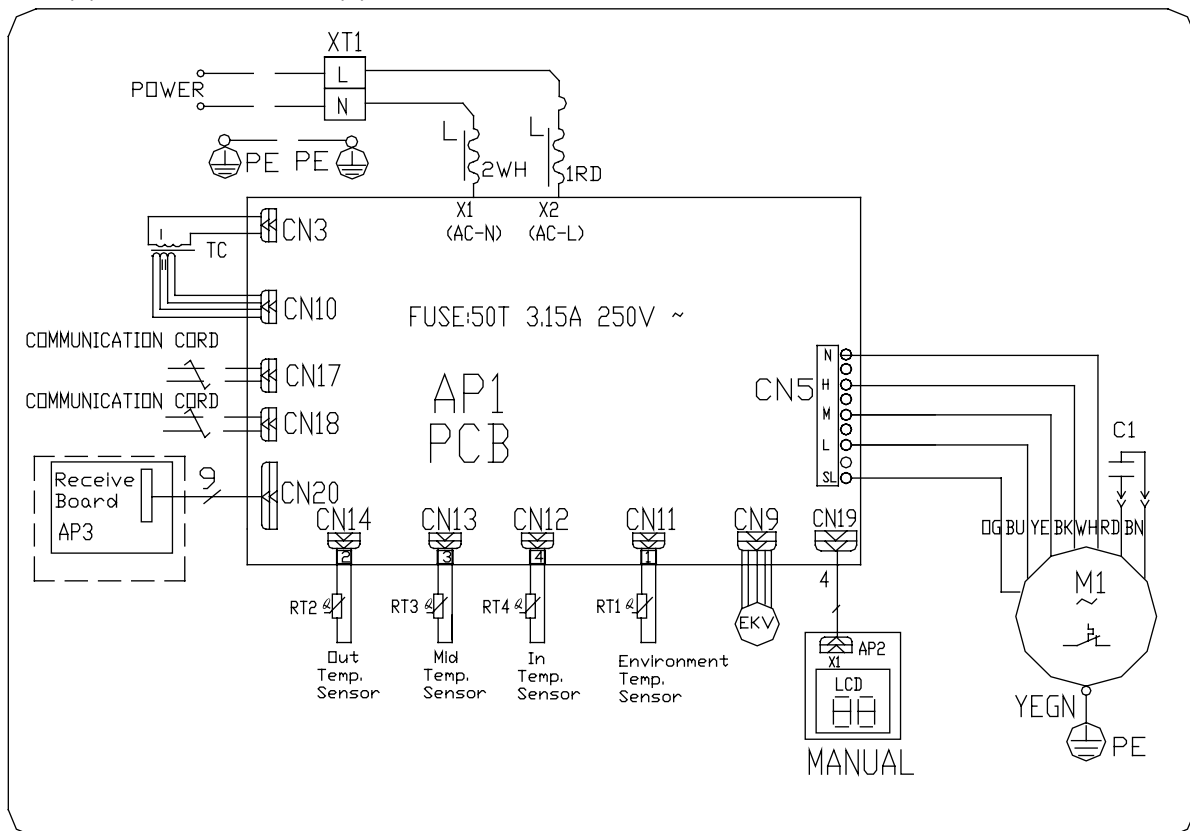 XT1
L
POWER
N
PE PE
L
2WH
L
1RD
X1
(AC-N)
X2
(AC-L)
CN3
I
TC
II
CN10
FUSE:50T 3.15A 250V ~
COMMUNICATION CORD
CN17
COMMUNICATION CORD
CN18
AP1
PCB
CN5
N
H
M
L
SL
C1
Receive
Board
AP3
9
CN20
CN14
CN13
CN12
CN11
CN9
CN19
2
3
4
1
OG BU YE BK WH RD BN
RT2
RT3
RT4
RT1
EKV
4
M1
~
Out
Temp.
Sensor
Mid
Temp.
Sensor
In
Temp.
Sensor
Environment
Temp.
Sensor
X1
AP2
LCD
88
MANUAL
YEGN
PE